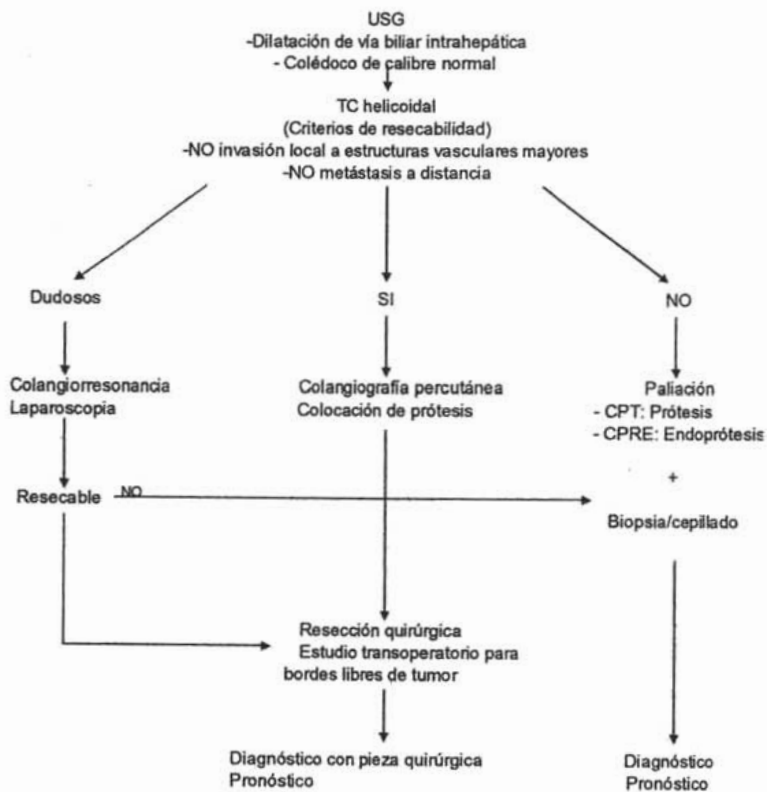 USG
-Dilatación de vía biliar intrahepática
- Colédoco de calibre normal
TC helicoidal
(Criterios de resecabilidad)
-NO invasión local a estructuras vasculares mayores
-NO metástasis a distancia
Dudosos
SI
NO
Colangiorresonancia
Laparoscopia
Colangiografía percutánea
Colocación de prótesis
Paliación
- CPT: Prótesis
- CPRE: Endoprótesis
+
Biopsia/cepillado
Resecable
NO
Resección quirúrgica
Estudio transoperatorio para
bordes libres de tumor
Diagnóstico con pieza quirúrgica
Pronóstico
Diagnóstico
Pronóstico